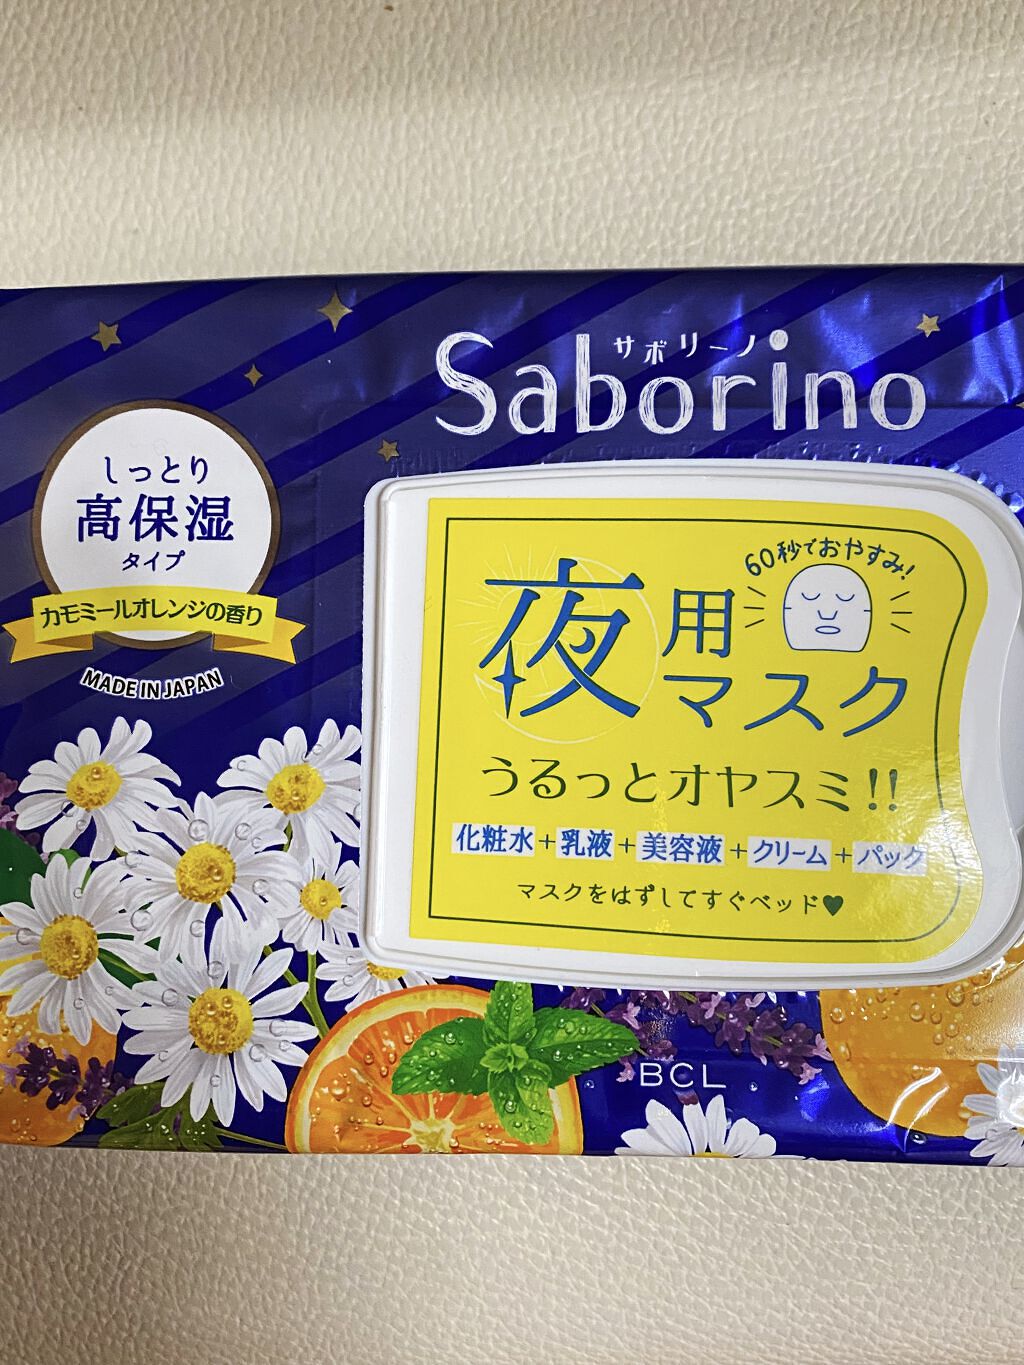 サボリーノ
Saborino
しっとり
高保湿
タイプ
カモミールオレンジの香り
MADE IN JAPAN
60秒でおやすみ!
夜用マスク
うるっとオヤスミ!!
化粧水+乳液+美容液+クリーム+パック
マスクをはずしてすぐベッド♥
BCL